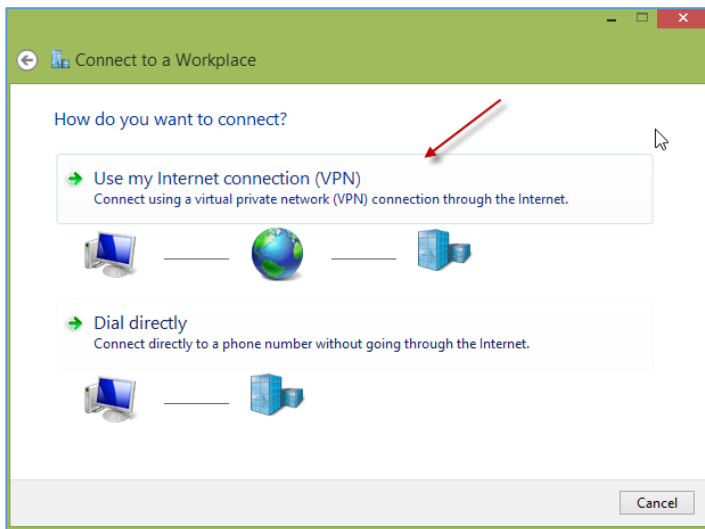 Connect to a Workplace
How do you want to connect?
Use my Internet connection (VPN)
Connect using a virtual private network (VPN) connection through the Internet.
Dial directly
Connect directly to a phone number without going through the Internet.
Cancel